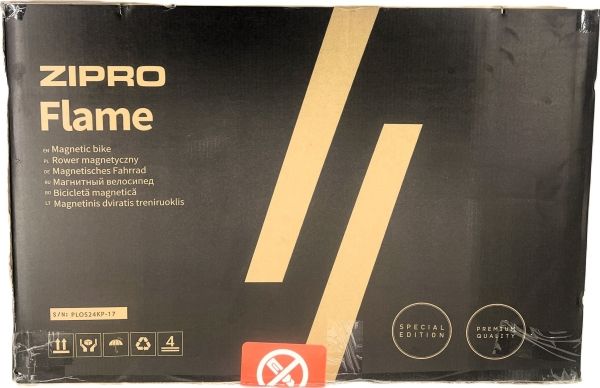 ZIPRO
Flame
EN Magnetic bike
PL Rower magnetyczny
DE Magnetisches Fahrrad
RU Магнитный велосипед
RO Bicicletă magnetică
LT Magnetinis dviratis treniruoklis
S/N: PLO524KP-17
4
SPECIAL
EDITION
PREMIUM
QUALITY